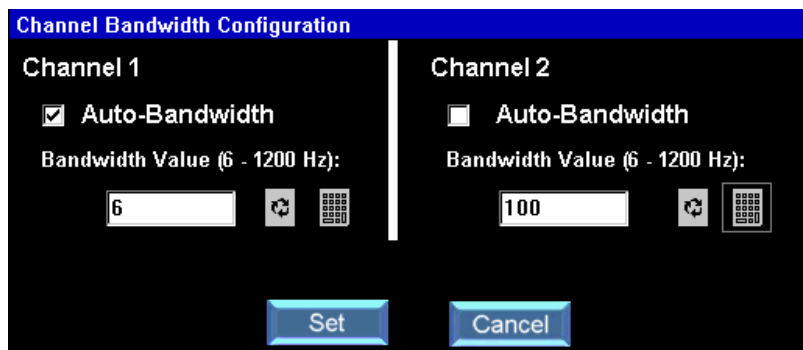 Channel Bandwidth Configuration
Channel 1
Auto-Bandwidth
Bandwidth Value (6 - 1200 Hz):
6
Channel 2
Auto-Bandwidth
Bandwidth Value (6 - 1200 Hz):
100
Set
Cancel